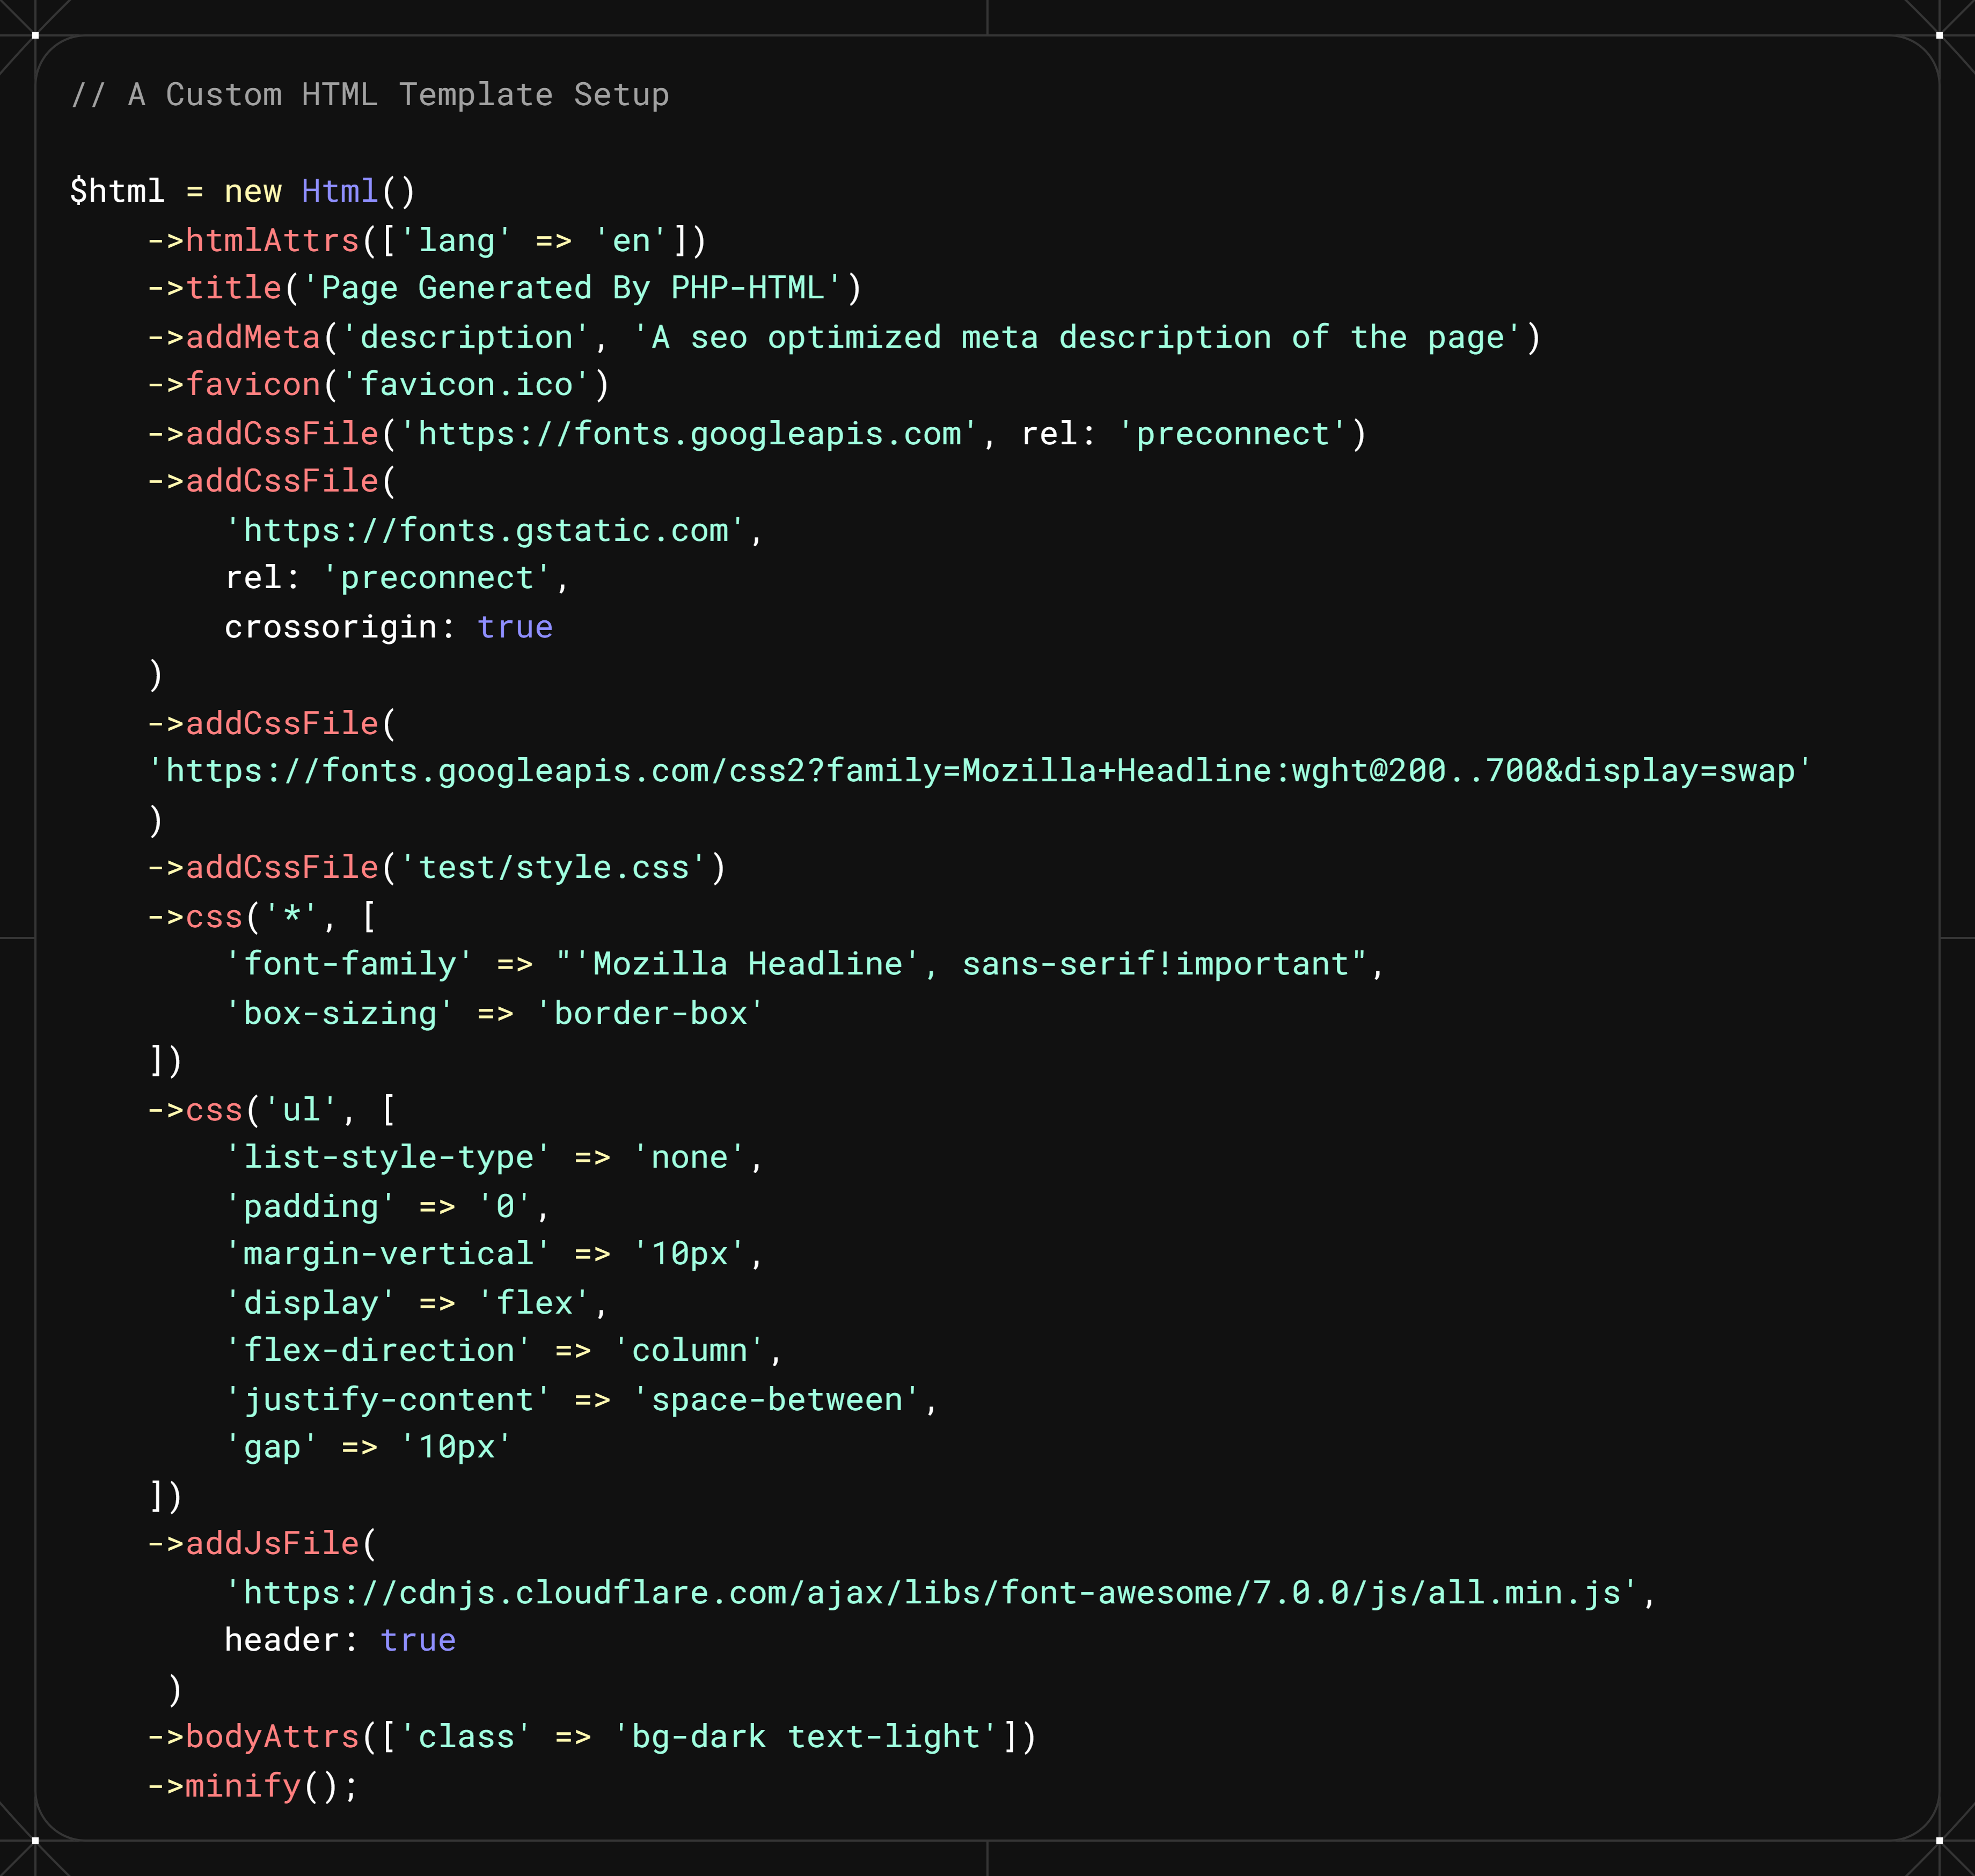 // A Custom HTML Template Setup

$html = new Html()
    ->htmlAttrs(['lang' => 'en'])
    ->title('Page Generated By PHP-HTML')
    ->addMeta('description', 'A seo optimized meta description of the page')
    ->favicon('favicon.ico')
    ->addCssFile('https://fonts.googleapis.com', rel: 'preconnect')
    ->addCssFile(
        'https://fonts.gstatic.com',
        rel: 'preconnect',
        crossorigin: true
    )
    ->addCssFile(
    'https://fonts.googleapis.com/css2?family=Mozilla+Headline:wght@200..700&display=swap'
    )
    ->addCssFile('test/style.css')
    ->css('*', [
        'font-family' => "'Mozilla Headline', sans-serif!important",
        'box-sizing' => 'border-box'
    ])
    ->css('ul', [
        'list-style-type' => 'none',
        'padding' => '0',
        'margin-vertical' => '10px',
        'display' => 'flex',
        'flex-direction' => 'column',
        'justify-content' => 'space-between',
        'gap' => '10px'
    ])
    ->addJsFile(
        'https://cdnjs.cloudflare.com/ajax/libs/font-awesome/7.0.0/js/all.min.js',
        header: true
     )
    ->bodyAttrs(['class' => 'bg-dark text-light'])
    ->minify();